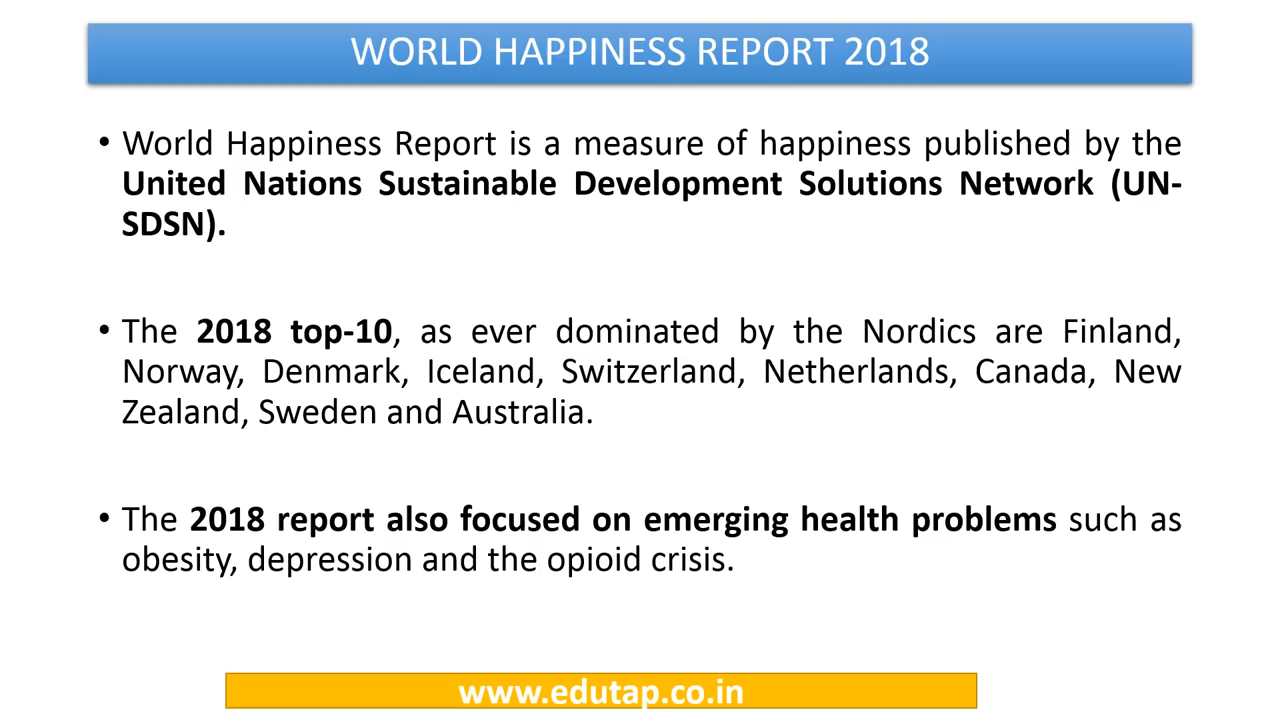 WORLD HAPPINESS REPORT 2018
• World Happiness Report is a measure of happiness published by the
United Nations Sustainable Development Solutions Network (UN-
SDSN).
• The 2018 top-10, as ever dominated by the Nordics are Finland,
Norway, Denmark, Iceland, Switzerland, Netherlands, Canada, New
Zealand, Sweden and Australia.
• The 2018 report also focused on emerging health problems such as
obesity, depression and the opioid crisis.
www.edutap.co.in